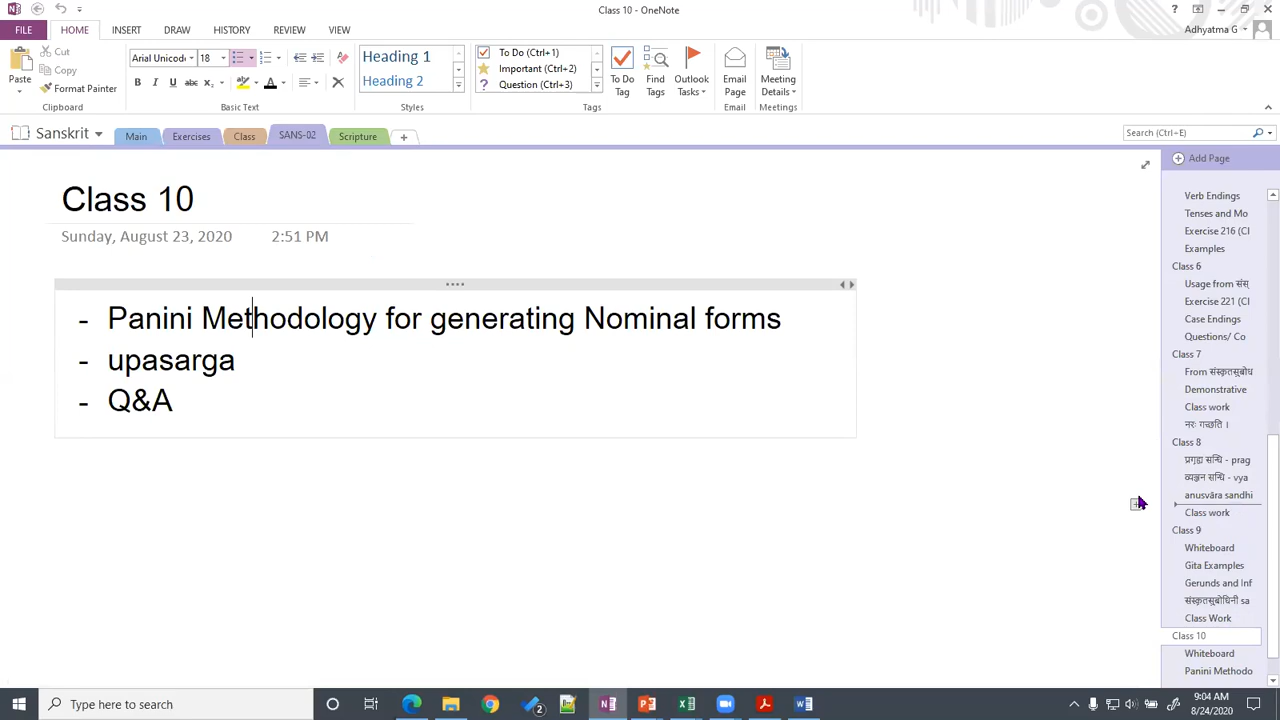 Class 10 - OneNote
Adhyatma G
FILE HOME INSERT DRAW HISTORY REVIEW VIEW
Paste
Cut
Copy
Format Painter
Clipboard
Arial Unicode 18
B I U abc
Basic Text
Heading 1
Heading 2
Styles
To Do (Ctrl+1)
Important (Ctrl+2)
Question (Ctrl+3)
To Do Tag
Find Tags
Outlook Tasks
Tags
Email Page
Email
Meeting Details
Meetings
Sanskrit Main Exercises Class SANS-02 Scripture
Search (Ctrl+E)
Class 10
Sunday, August 23, 2020 2:51 PM
- Panini Methodology for generating Nominal forms
- upasarga
- Q&A
Add Page
Verb Endings
Tenses and Mo
Exercise 216 (Cl
Examples
Class 6
Usage from संस्
Exercise 221 (Cl
Case Endings
Questions/ Co
Class 7
From संस्कृतसुबोध
Demonstrative
Class work
नरः गच्छति ।
Class 8
प्रगृह्य सन्धि - prag
व्यञ्जन सन्धि - vya
anusvāra sandhi
Class work
Class 9
Whiteboard
Gita Examples
Gerunds and Inf
संस्कृतसुबोधिनी sa
Class Work
Class 10
Whiteboard
Panini Methodo
Type here to search
2
9:04 AM
8/24/2020